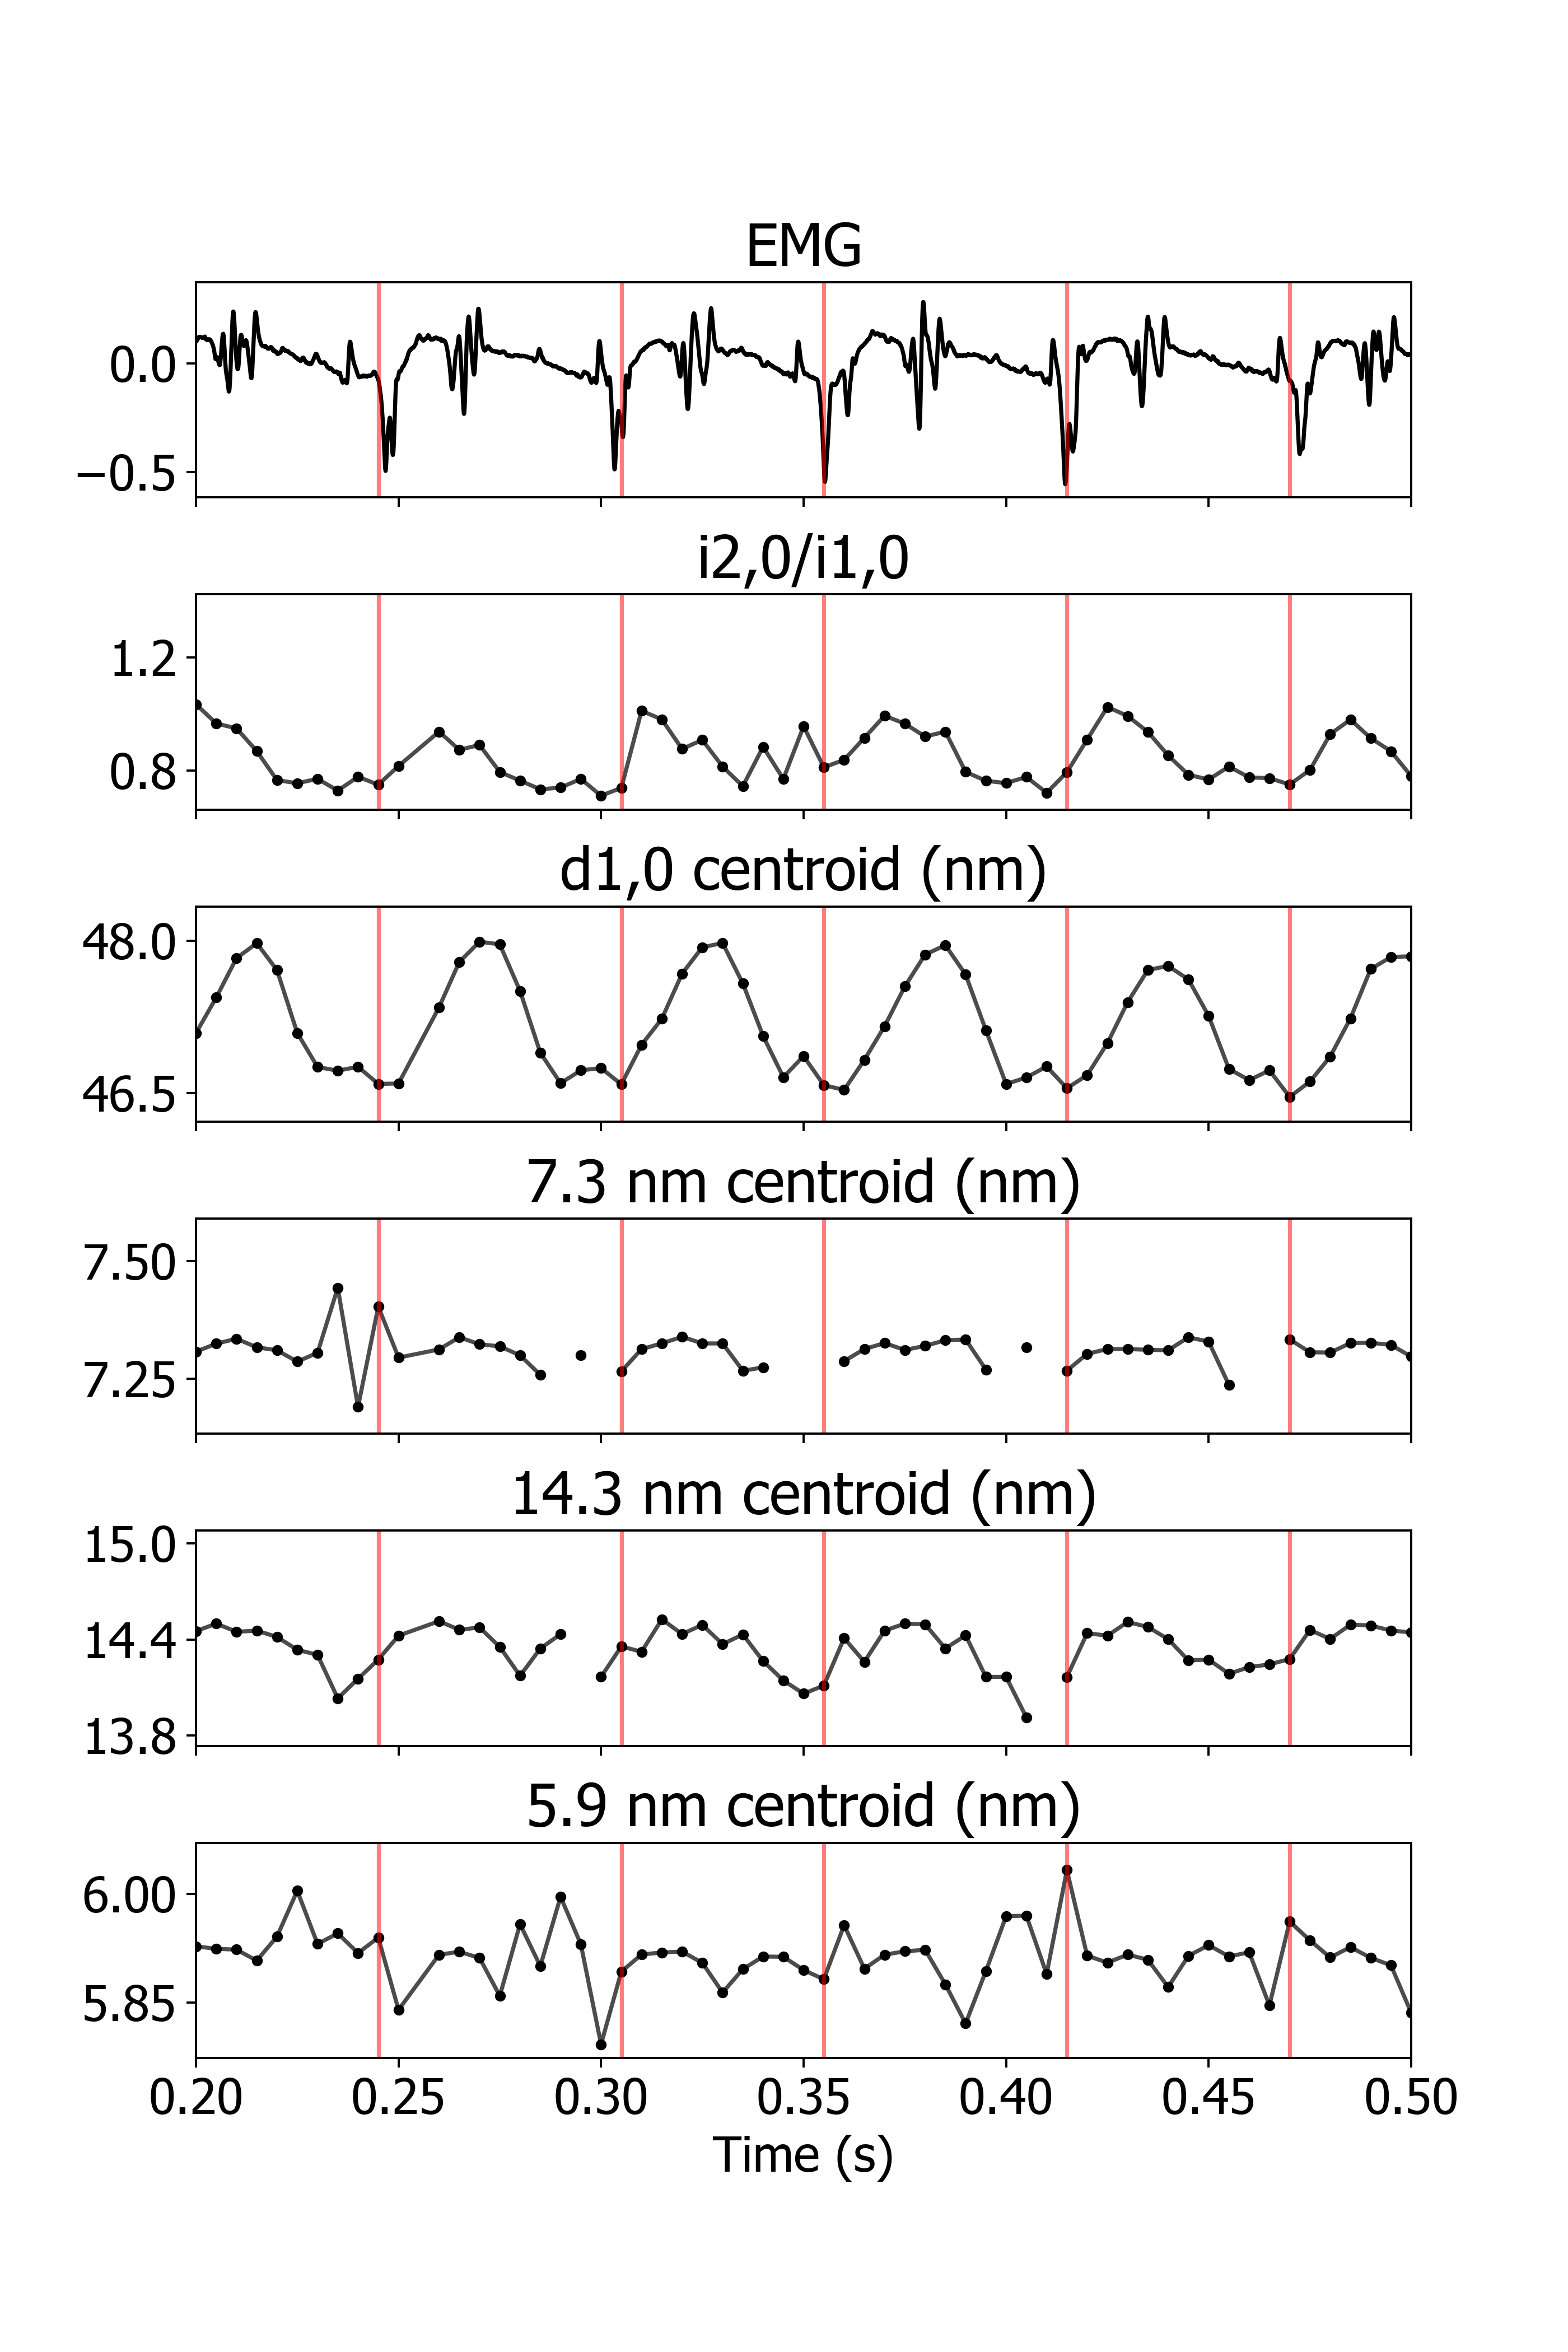 EMG
0.0
−0.5
i2,0/i1,0
1.2
0.8
d1,0 centroid (nm)
48.0
46.5
7.3 nm centroid (nm)
7.50
7.25
14.3 nm centroid (nm)
15.0
14.4
13.8
5.9 nm centroid (nm)
6.00
5.85
0.20 0.25 0.30 0.35 0.40 0.45 0.50
Time (s)